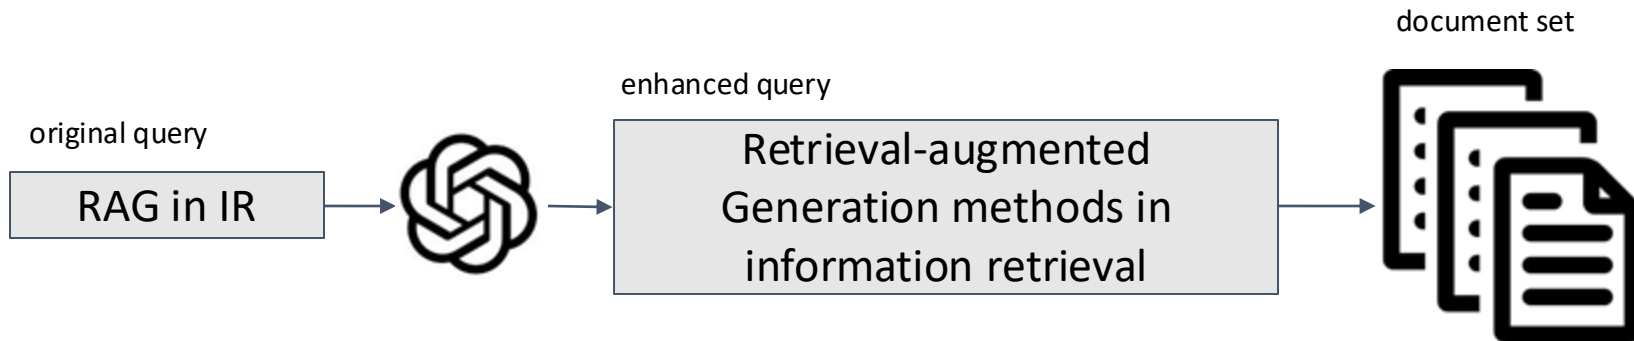 original query
RAG in IR
enhanced query
Retrieval-augmented
Generation methods in
information retrieval
document set